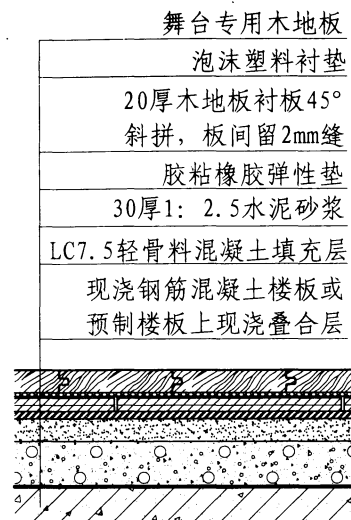 舞台专用木地板
泡沫塑料衬垫
20厚木地板衬板45°
斜拼，板间留2mm缝
胶粘橡胶弹性垫
30厚1：2.5水泥砂浆
LC7.5轻骨料混凝土填充层
现浇钢筋混凝土楼板或
预制楼板上现浇叠合层